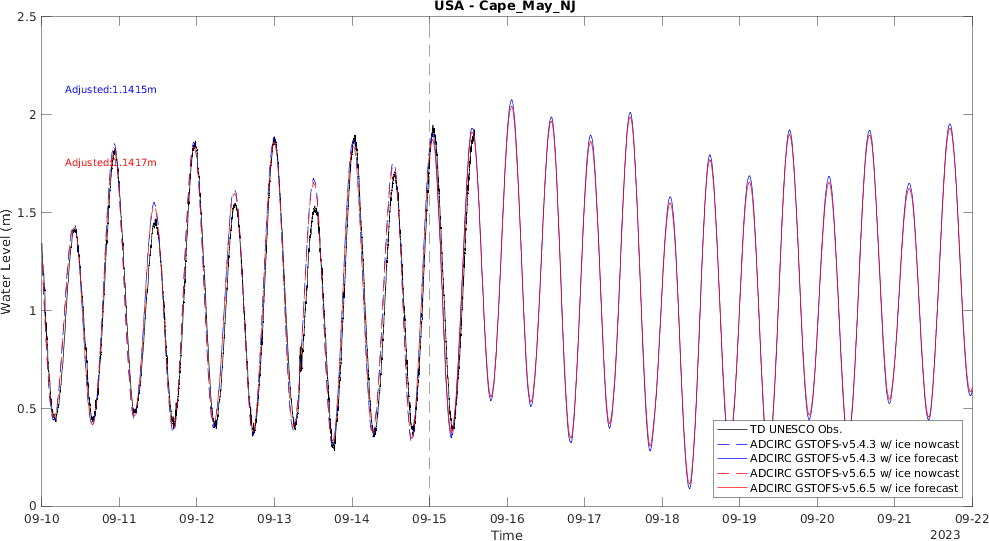 USA - Cape_May_NJ
2.5
Adjusted:1.1415m
2
Adjusted:1.1417m
1.5
Water Level (m)
1
0.5
TD UNESCO Obs.
ADCIRC GSTOFS-v5.4.3 w/ ice nowcast
ADCIRC GSTOFS-v5.4.3 w/ ice forecast
ADCIRC GSTOFS-v5.6.5 w/ ice nowcast
ADCIRC GSTOFS-v5.6.5 w/ ice forecast
0
09-10 09-11 09-12 09-13 09-14 09-15 09-16 09-17 09-18 09-19 09-20 09-21 09-22
Time
2023